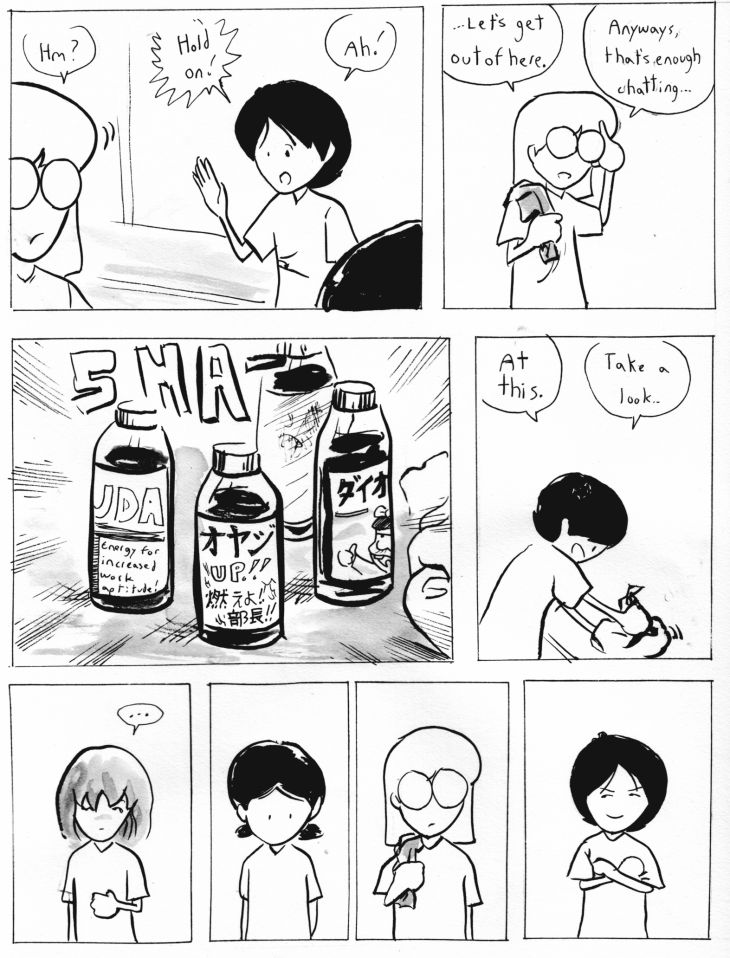 Anyways,
that's enough
chatting...
...Let's get
out of here.
Ah!
Hold
on!
Hm?
Take a
look..
At
this.
SMA
ダイオ
オヤジ
UP!!
燃えよ!
部長!!
JDA
Energy for
increased
work
aptitude!
...